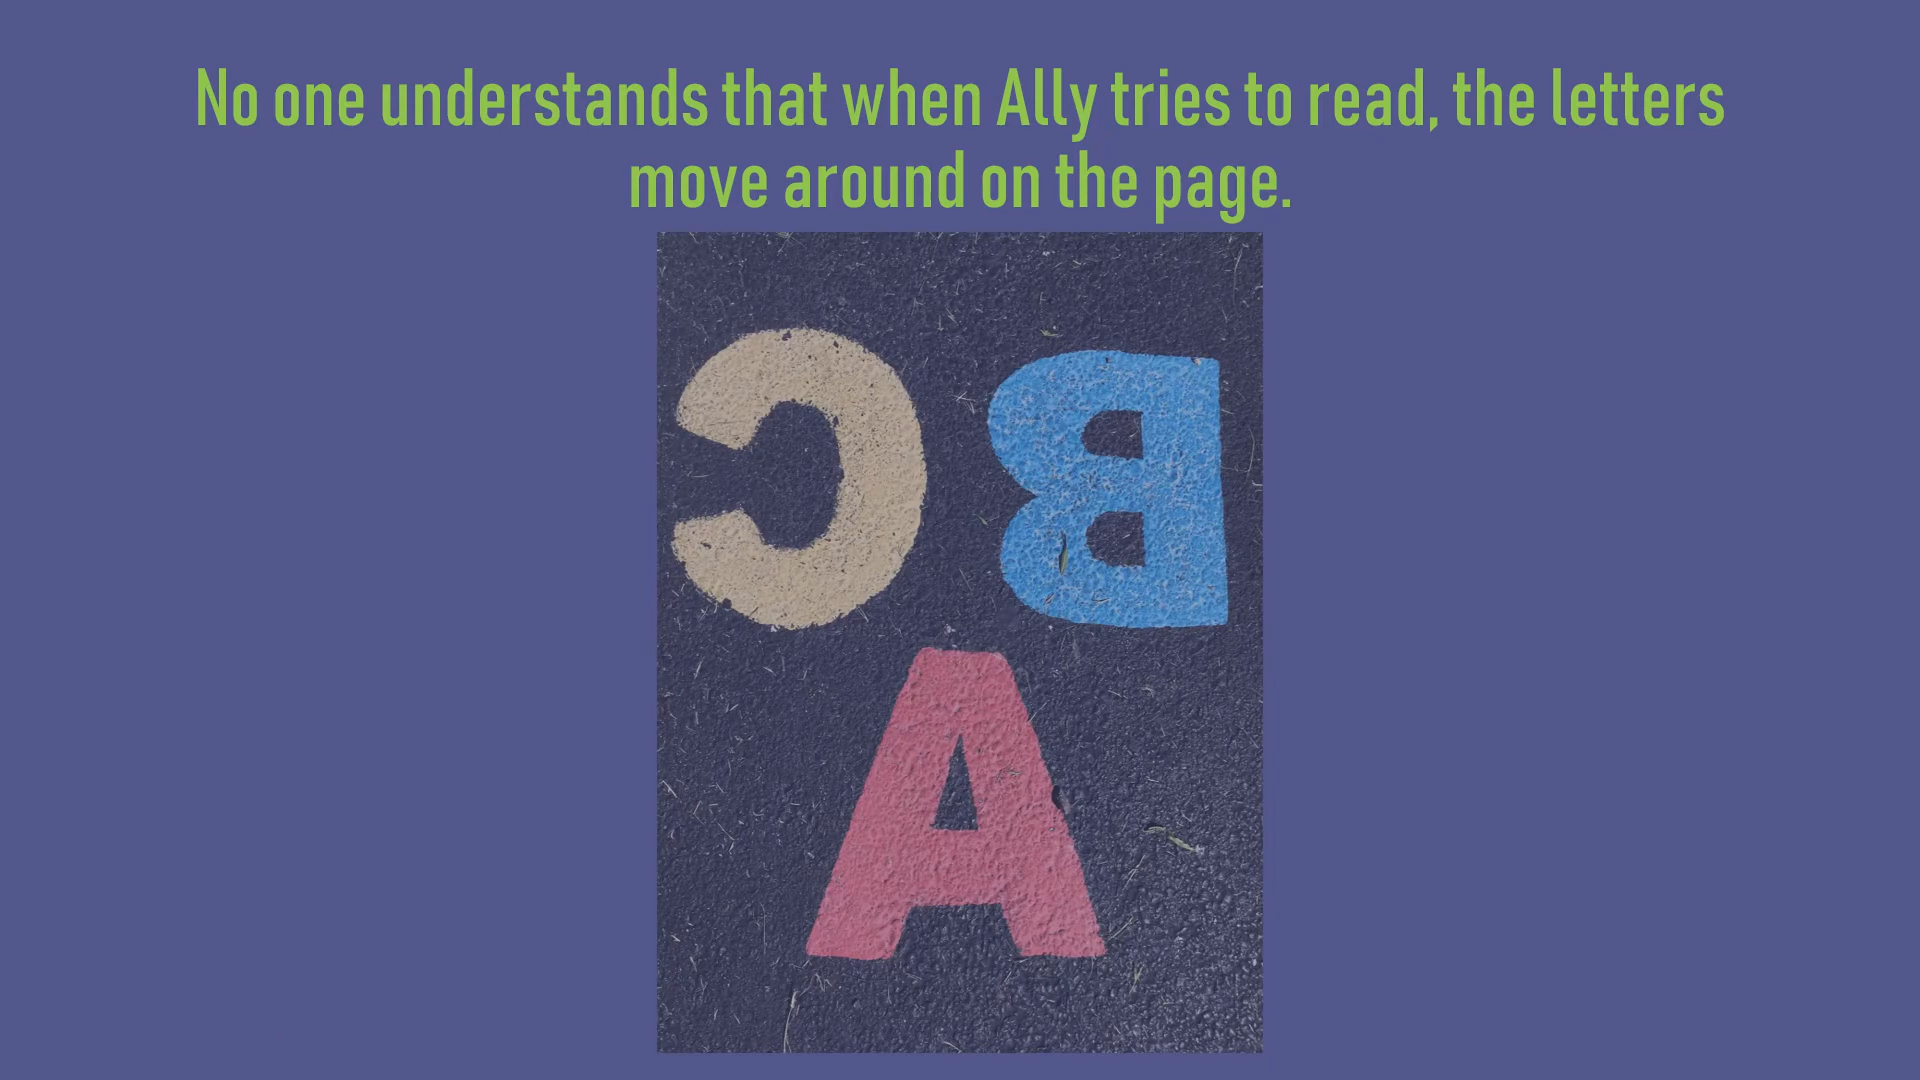 No one understands that when Ally tries to read, the letters
move around on the page.
C B
A